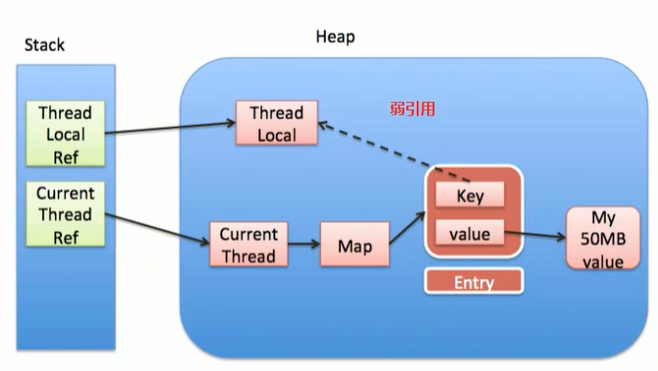 Stack
Heap
Thread
Local
Ref
Thread
Local
弱引用
Current
Thread
Ref
Current
Thread
Map
Key
value
My
50MB
value
Entry